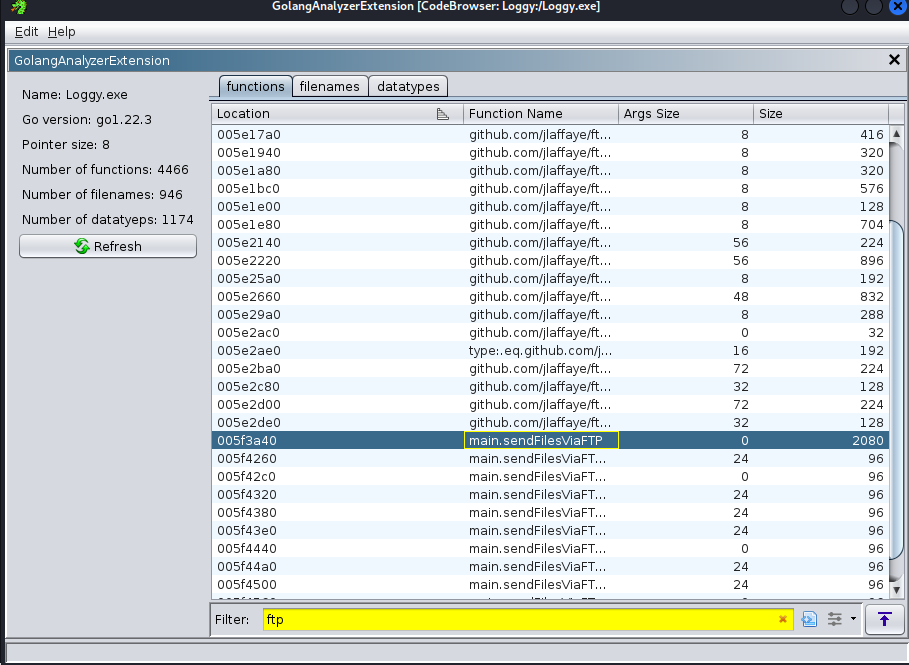 GolangAnalyzerExtension [CodeBrowser: Loggy:/Loggy.exe]
Edit Help
GolangAnalyzerExtension
Name: Loggy.exe
Go version: go1.22.3
Pointer size: 8
Number of functions: 4466
Number of filenames: 946
Number of datatyeps: 1174
Refresh
functions filenames datatypes
Location Function Name Args Size Size
005e17a0 github.com/jlaffaye/ft... 8 416
005e1940 github.com/jlaffaye/ft... 8 320
005e1a80 github.com/jlaffaye/ft... 8 320
005e1bc0 github.com/jlaffaye/ft... 8 576
005e1e00 github.com/jlaffaye/ft... 8 128
005e1e80 github.com/jlaffaye/ft... 8 704
005e2140 github.com/jlaffaye/ft... 56 224
005e2220 github.com/jlaffaye/ft... 56 896
005e25a0 github.com/jlaffaye/ft... 8 192
005e2660 github.com/jlaffaye/ft... 48 832
005e29a0 github.com/jlaffaye/ft... 8 288
005e2ac0 github.com/jlaffaye/ft... 0 32
005e2ae0 type:.eq.github.com/j... 16 192
005e2ba0 github.com/jlaffaye/ft... 72 224
005e2c80 github.com/jlaffaye/ft... 32 128
005e2d00 github.com/jlaffaye/ft... 72 224
005e2de0 github.com/jlaffaye/ft... 32 128
005f3a40 main.sendFilesViaFTP 0 2080
005f4260 main.sendFilesViaFT... 24 96
005f42c0 main.sendFilesViaFT... 0 96
005f4320 main.sendFilesViaFT... 24 96
005f4380 main.sendFilesViaFT... 24 96
005f43e0 main.sendFilesViaFT... 24 96
005f4440 main.sendFilesViaFT... 0 96
005f44a0 main.sendFilesViaFT... 24 96
005f4500 main.sendFilesViaFT... 24 96
Filter: ftp